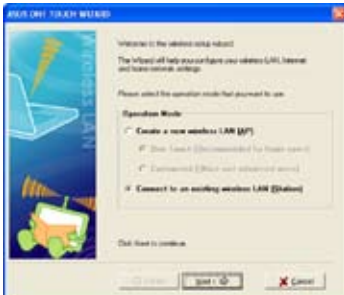 ASUS ONE TOUCH WIZARD
Wireless LAN
Welcome to the wireless setup wizard.
The Wizard will help you configure your wireless LAN, Internet
and home network settings.
Please select the operation mode that you want to use.
Operation Mode
Create a new wireless LAN (AP)
Connect to an existing wireless LAN (Station)
Click Next to continue.
Next >
Cancel